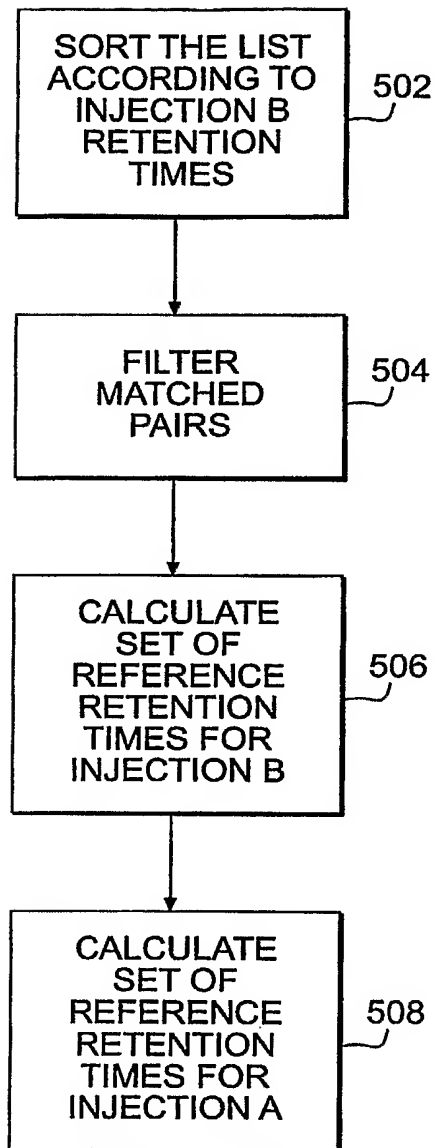 SORT THE LIST
ACCORDING TO
INJECTION B
RETENTION
TIMES
502
FILTER
MATCHED
PAIRS
504
CALCULATE
SET OF
REFERENCE
RETENTION
TIMES FOR
INJECTION B
506
CALCULATE
SET OF
REFERENCE
RETENTION
TIMES FOR
INJECTION A
508